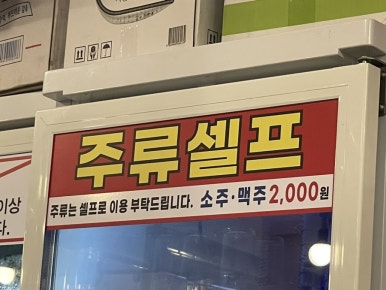 주류셀프
주류는 셀프로 이용 부탁드립니다. 소주·맥주 2,000원
이상
다.